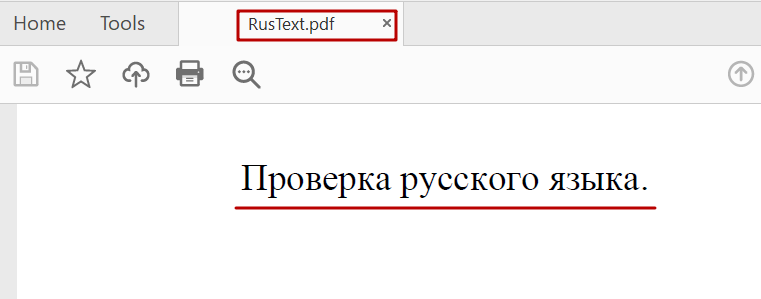 Home Tools RusText.pdf ×
Проверка русского языка.